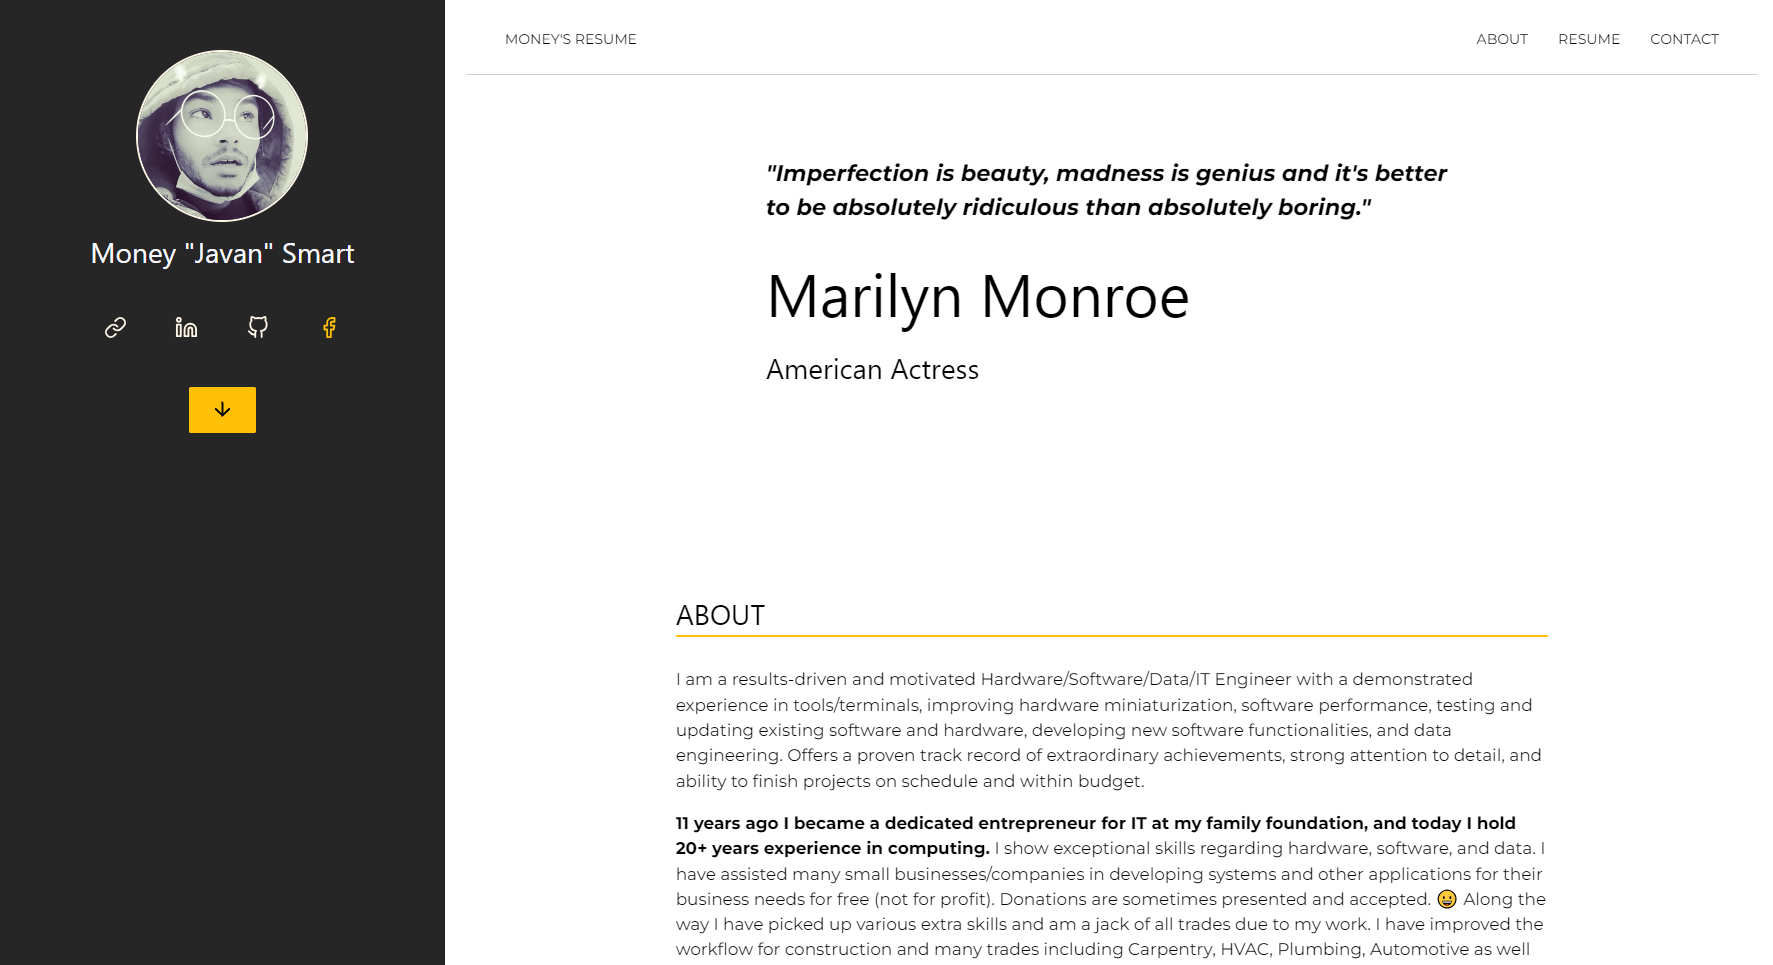 Money "Javan" Smart
MONEY'S RESUME
ABOUT RESUME CONTACT
"Imperfection is beauty, madness is genius and it's better
to be absolutely ridiculous than absolutely boring."
Marilyn Monroe
American Actress
ABOUT
I am a results-driven and motivated Hardware/Software/Data/IT Engineer with a demonstrated
experience in tools/terminals, improving hardware miniaturization, software performance, testing and
updating existing software and hardware, developing new software functionalities, and data
engineering. Offers a proven track record of extraordinary achievements, strong attention to detail, and
ability to finish projects on schedule and within budget.
11 years ago I became a dedicated entrepreneur for IT at my family foundation, and today I hold
20+ years experience in computing. I show exceptional skills regarding hardware, software, and data. I
have assisted many small businesses/companies in developing systems and other applications for their
business needs for free (not for profit). Donations are sometimes presented and accepted. 😀 Along the
way I have picked up various extra skills and am a jack of all trades due to my work. I have improved the
workflow for construction and many trades including Carpentry, HVAC, Plumbing, Automotive as well